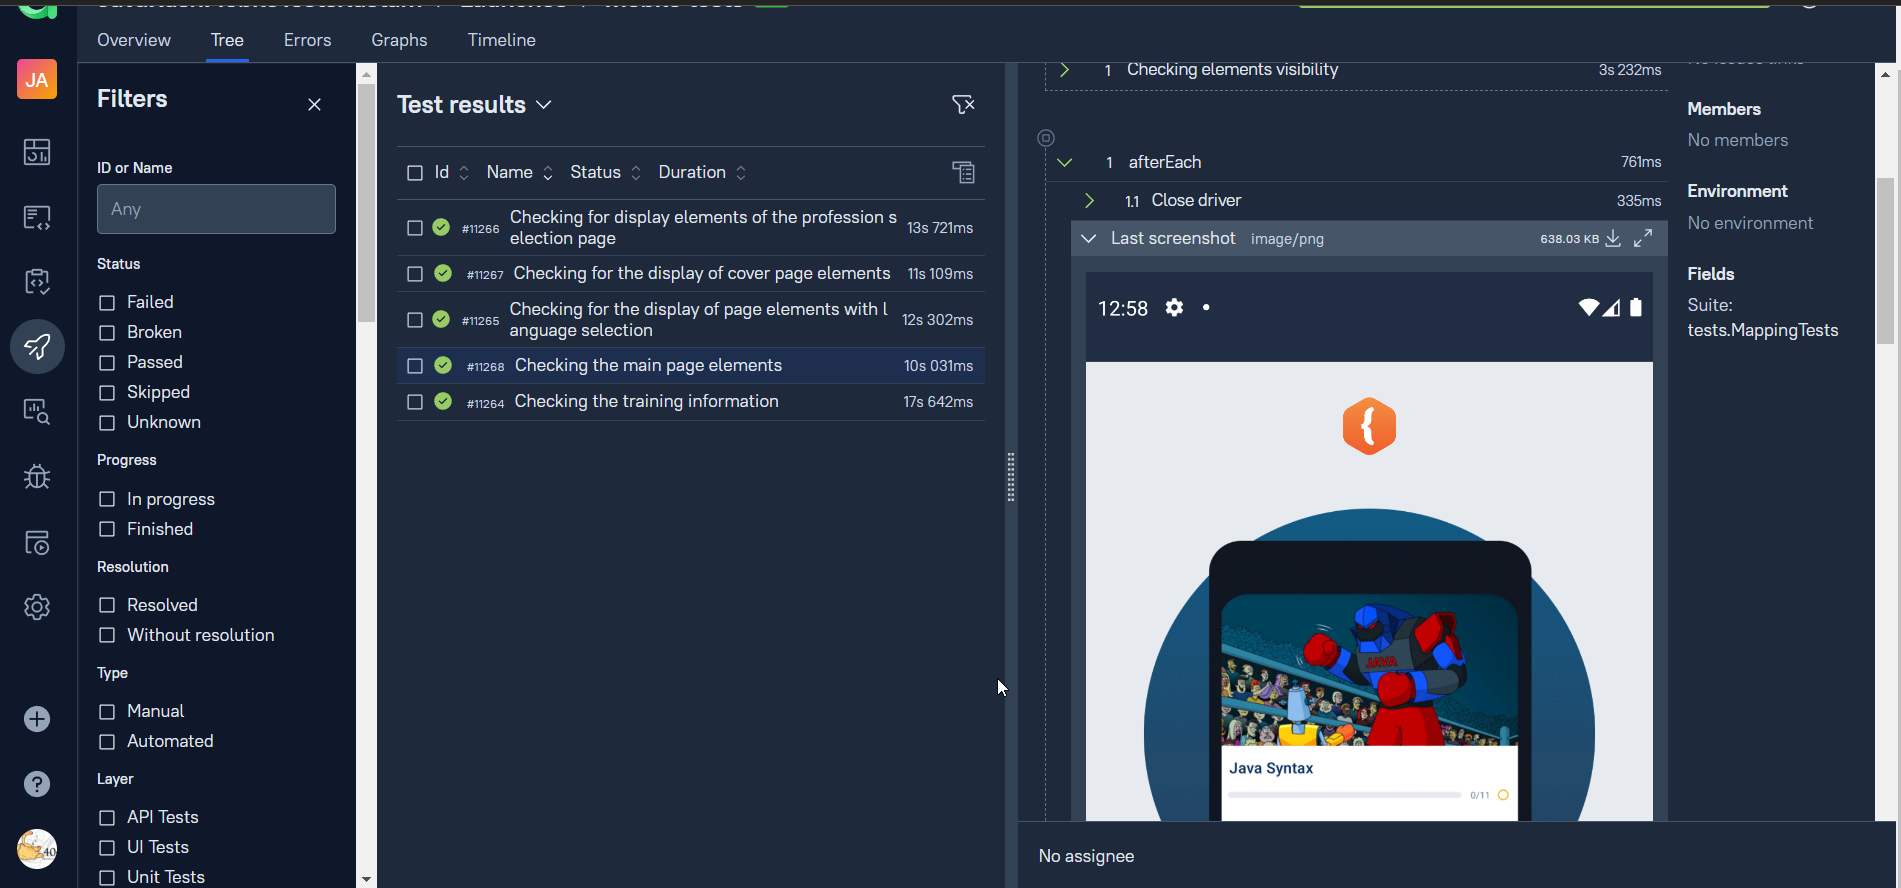 Overview
Tree
Errors
Graphs
Timeline
JA
Filters
ID or Name
Any
Status
Failed
Broken
Passed
Skipped
Unknown
Progress
In progress
Finished
Resolution
Resolved
Without resolution
Type
Manual
Automated
Layer
API Tests
UI Tests
Unit Tests
40
Test results
Id Name Status Duration
#11266 Checking for display elements of the profession s 13s 721ms
election page
#11267 Checking for the display of cover page elements 11s 109ms
#11265 Checking for the display of page elements with l 12s 302ms
anguage selection
#11268 Checking the main page elements 10s 031ms
#11264 Checking the training information 17s 642ms
1 Checking elements visibility 3s 232ms
1 afterEach 761ms
1.1 Close driver 335ms
Last screenshot image/png 638.03 KB
12:58
JAVA
Java Syntax
0/11
No assignee
Members
No members
Environment
No environment
Fields
Suite:
tests.MappingTests